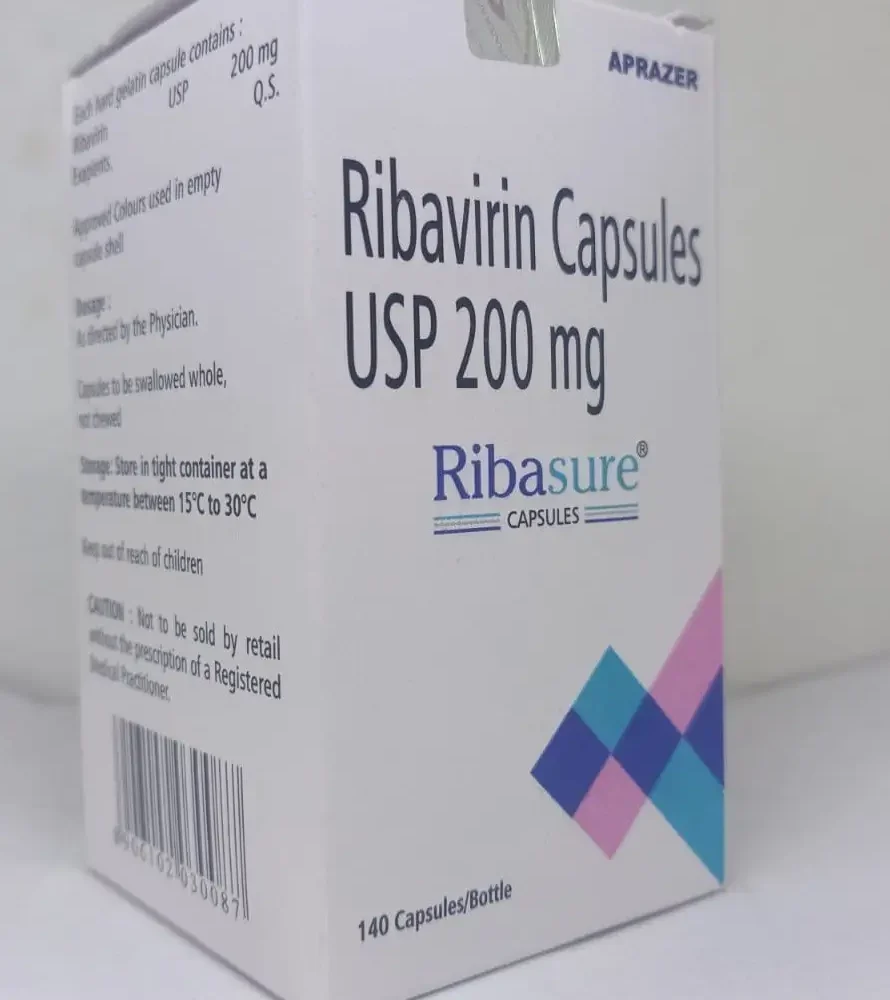 Each hard gelatin capsule contains :
Ribavirin USP 200 mg
Excipients. Q.S.
Approved Colours used in empty
capsule shell
Dosage :
As directed by the Physician.
Capsules to be swallowed whole,
not chewed
Storage: Store in tight container at a
temperature between 15°C to 30°C
Keep out of reach of children
CAUTION : Not to be sold by retail
without the prescription of a Registered
Medical Practitioner.
APRAZER
Ribavirin Capsules
USP 200 mg
Ribasure®
CAPSULES
140 Capsules/Bottle